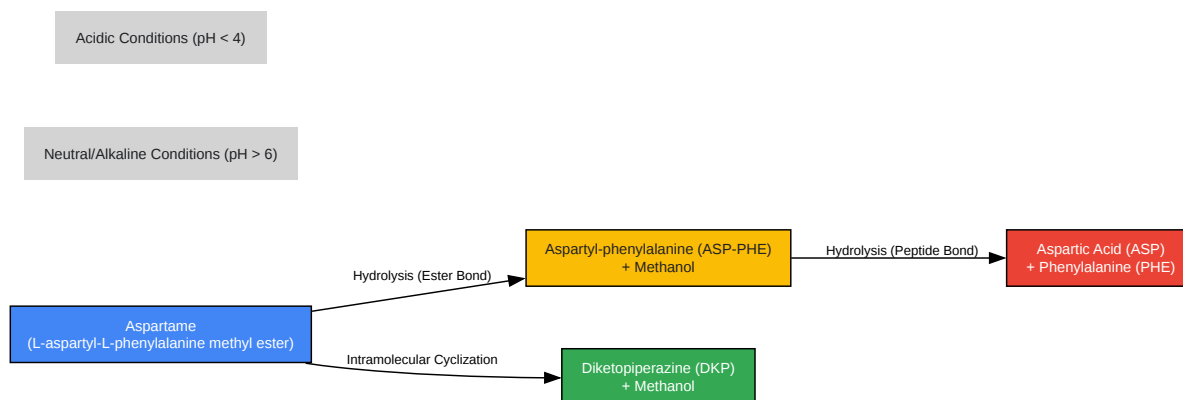 Acidic Conditions (pH < 4)
Neutral/Alkaline Conditions (pH > 6)
Aspartyl-phenylalanine (ASP-PHE)
+ Methanol
Hydrolysis (Peptide Bond)
Aspartic Acid (ASP)
+ Phenylalanine (PHE)
Hydrolysis (Ester Bond)
Aspartame
(L-aspartyl-L-phenylalanine methyl ester)
Intramolecular Cyclization
Diketopiperazine (DKP)
+ Methanol